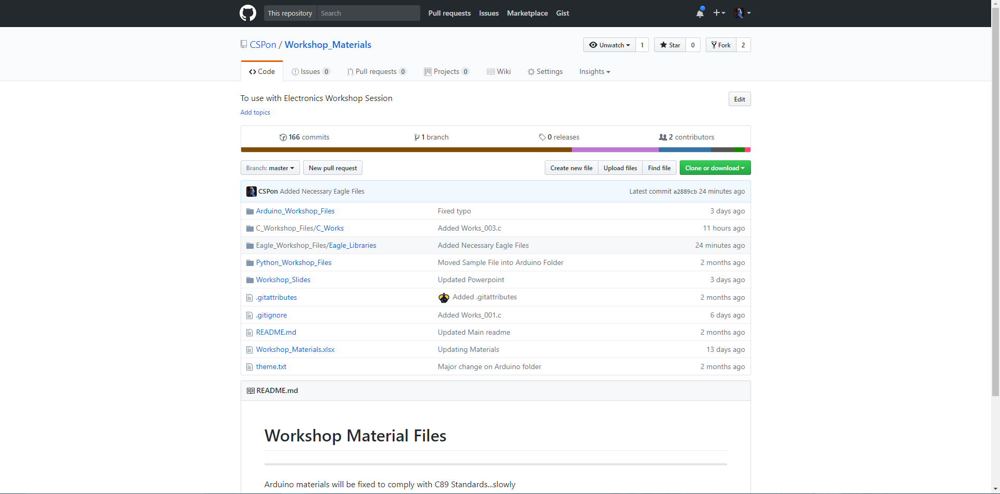 This repository Search Pull requests Issues Marketplace Gist
CSPon / Workshop_Materials Unwatch 1 Star 0 Fork 2
Code Issues 0 Pull requests 0 Projects 0 Wiki Settings Insights
To use with Electronics Workshop Session Edit
Add topics
166 commits 1 branch 0 releases 2 contributors
Branch: master New pull request Create new file Upload files Find file Clone or download
CSPon Added Necessary Eagle Files Latest commit a2889cb 24 minutes ago
Arduino_Workshop_Files Fixed typo 3 days ago
C_Workshop_Files/C_Works Added Works_003.c 11 hours ago
Eagle_Workshop_Files/Eagle_Libraries Added Necessary Eagle Files 24 minutes ago
Python_Workshop_Files Moved Sample File into Arduino Folder 2 months ago
Workshop_Slides Updated Powerpoint 3 days ago
.gitattributes Added .gitattributes 2 months ago
.gitignore Added Works_001.c 6 days ago
README.md Updated Main readme 2 months ago
Workshop_Materials.xlsx Updating Materials 13 days ago
theme.txt Major change on Arduino folder 2 months ago
README.md
Workshop Material Files
Arduino materials will be fixed to comply with C89 Standards...slowly